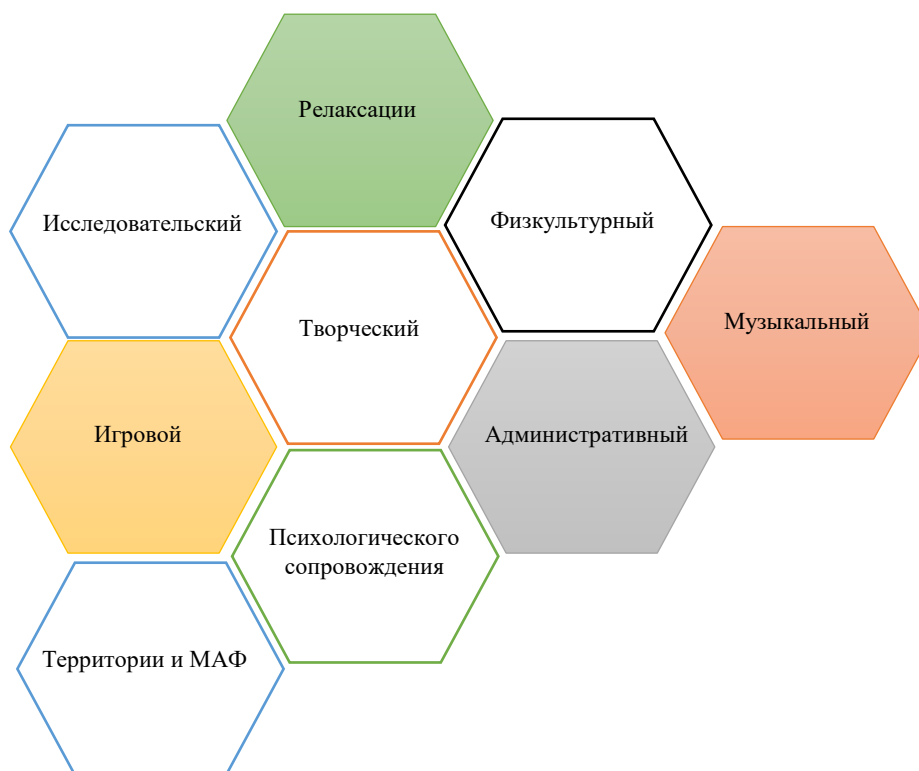 Релаксации
Исследовательский
Физкультурный
Творческий
Музыкальный
Игровой
Административный
Психологического
сопровождения
Территории и МАФ